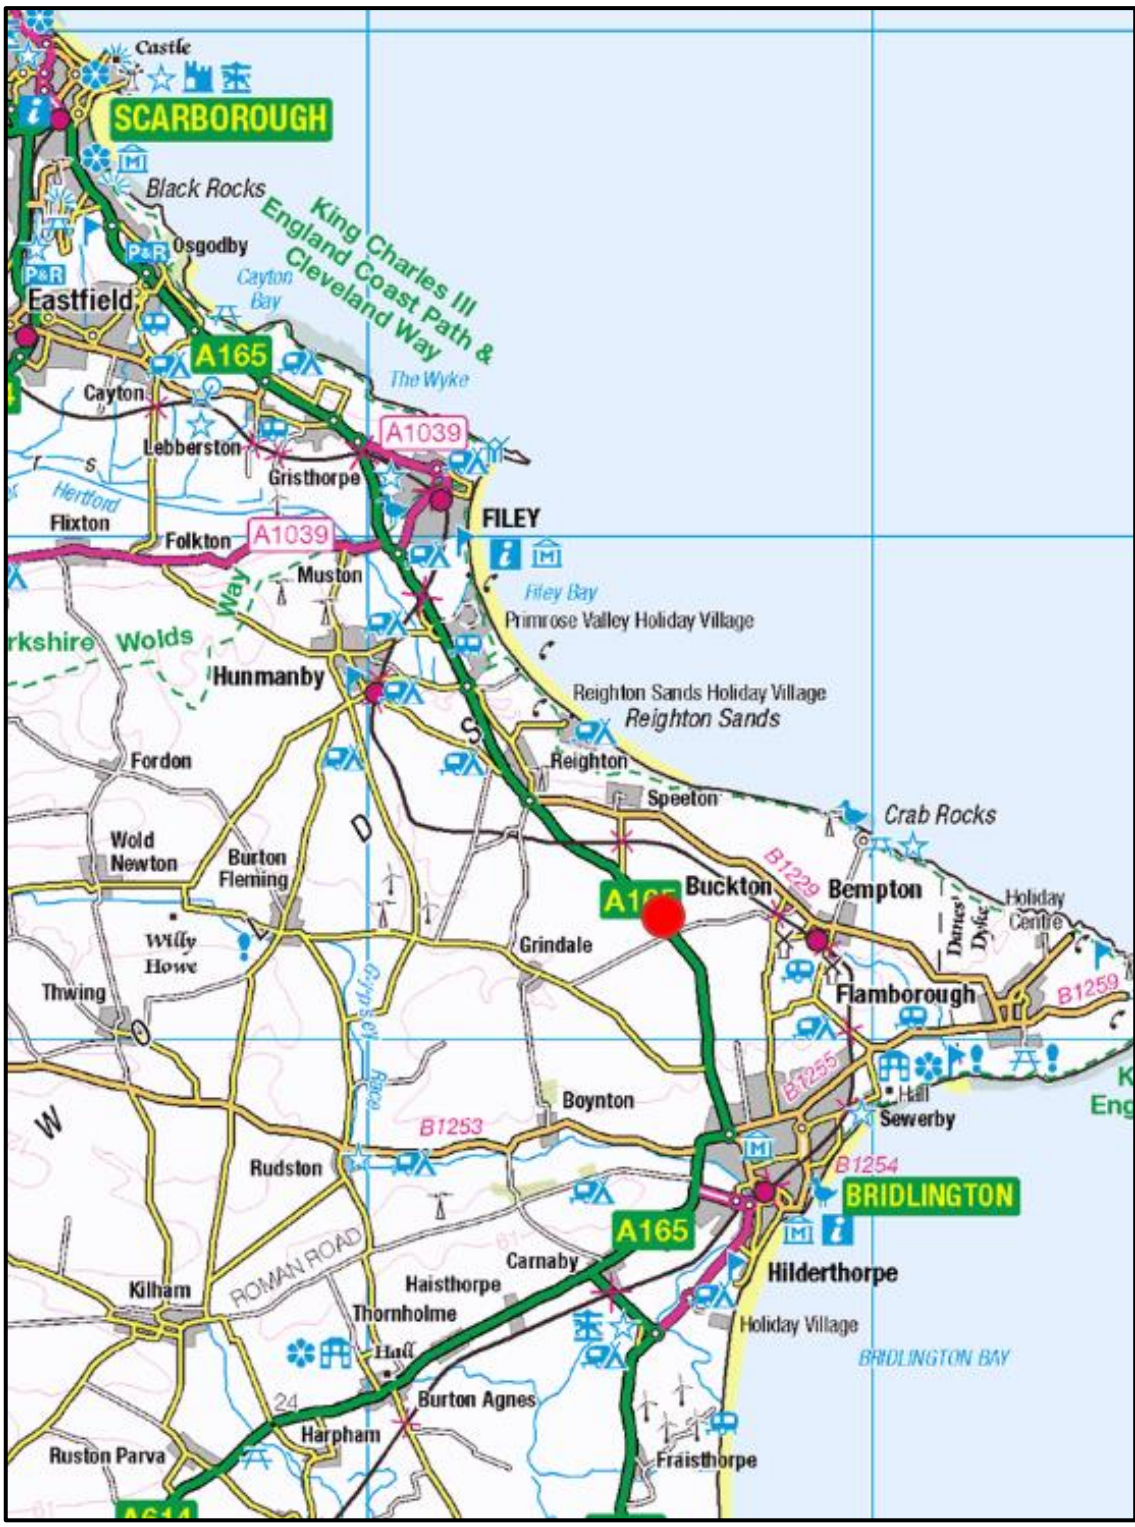 Castle
i
SCARBOROUGH
M
Black Rocks
Osgodby
P&R
P&R
King Charles III
England Coast Path &
Cleveland Way
Cayton
Bay
Eastfield
A165
The Wyke
Cayton
A1039
Lebberston
Gristhorpe
r s
Hertford
Flixton
FILEY
A1039
Folkton
i
M
Muston
Way
Filey Bay
Primrose Valley Holiday Village
rkshire Wolds
Hunmanby
Reighton Sands Holiday Village
Reighton Sands
S
Fordon
Reighton
Speeton
Crab Rocks
D
Wold
Newton
Burton
Fleming
B1229
Buckton
Bempton
Holiday
Centre
Danes'
Dyke
Willy
Howe
Grindale
Gypsey
Race
Thwing
Flamborough
B1259
O
B1255
Hall
Sewerby
K
Eng
W
Boynton
B1253
M
Rudston
B1254
BRIDLINGTON
A165
M
i
61
Carnaby
Hilderthorpe
ROMAN ROAD
Haisthorpe
Kilham
Thornholme
Holiday Village
Hall
BRIDLINGTON BAY
24
Burton Agnes
Harpham
Ruston Parva
Fraisthorpe
61
A614